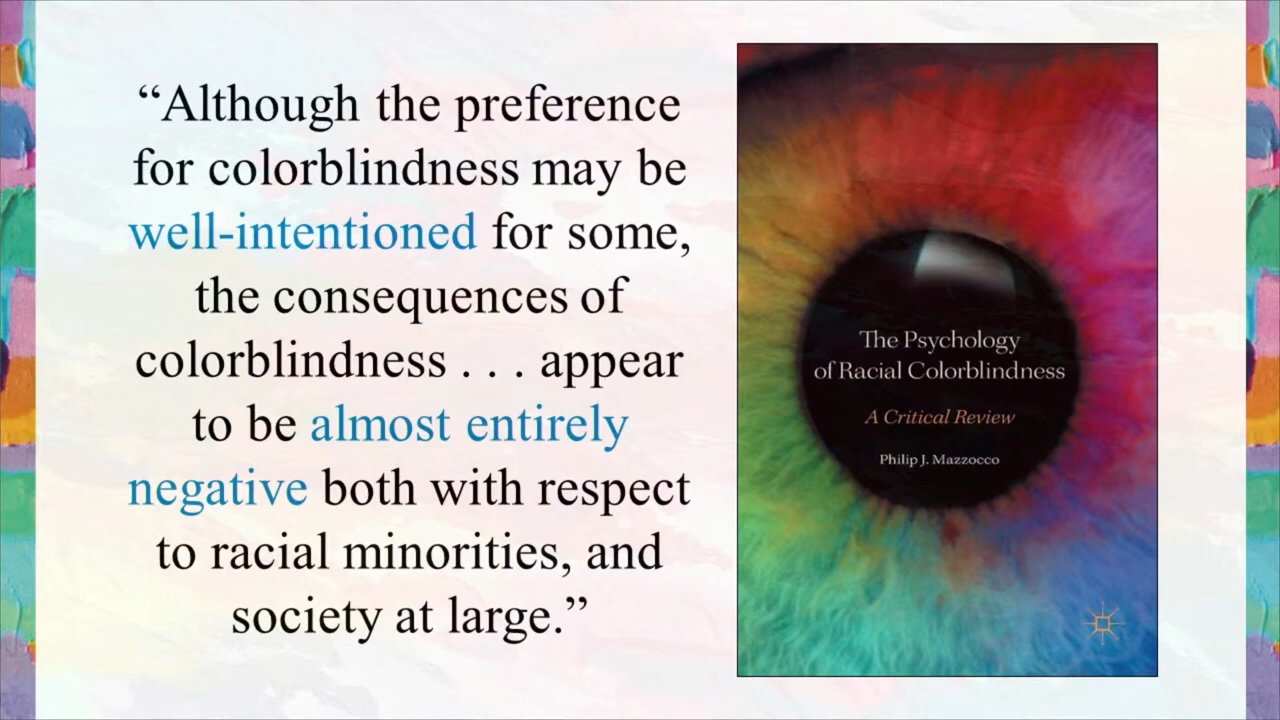 “Although the preference
for colorblindness may be
well-intentioned for some,
the consequences of
colorblindness . . . appear
to be almost entirely
negative both with respect
to racial minorities, and
society at large.”
The Psychology
of Racial Colorblindness
A Critical Review
Philip J. Mazzocco